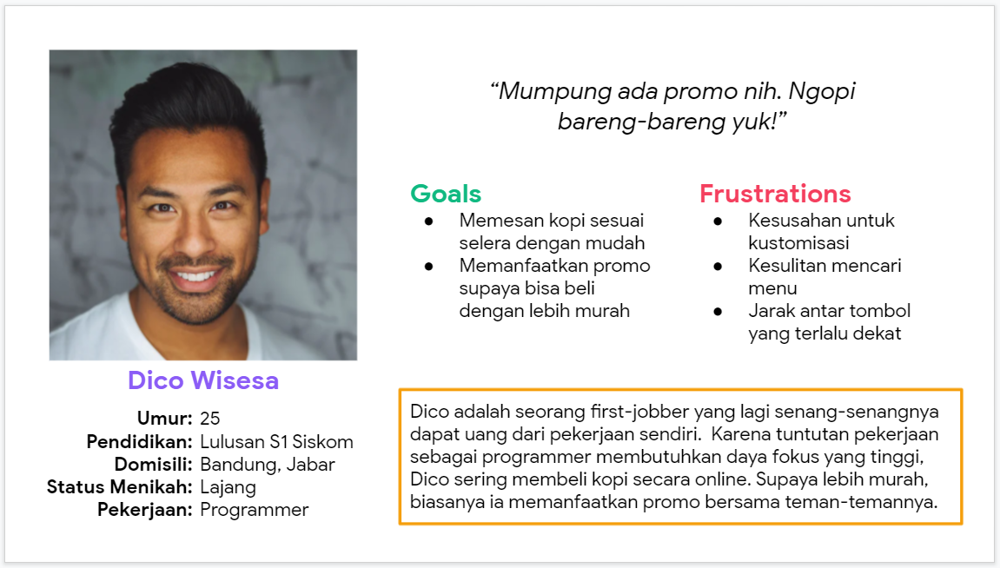 “Mumpung ada promo nih. Ngopi
bareng-bareng yuk!”
Goals
● Memesan kopi sesuai
selera dengan mudah
● Memanfaatkan promo
supaya bisa beli
dengan lebih murah
Frustrations
● Kesusahan untuk
kustomisasi
● Kesulitan mencari
menu
● Jarak antar tombol
yang terlalu dekat
Dico Wisesa
Umur: 25
Pendidikan: Lulusan S1 Siskom
Domisili: Bandung, Jabar
Status Menikah: Lajang
Pekerjaan: Programmer
Dico adalah seorang first-jobber yang lagi senang-senangnya
dapat uang dari pekerjaan sendiri. Karena tuntutan pekerjaan
sebagai programmer membutuhkan daya fokus yang tinggi,
Dico sering membeli kopi secara online. Supaya lebih murah,
biasanya ia memanfaatkan promo bersama teman-temannya.